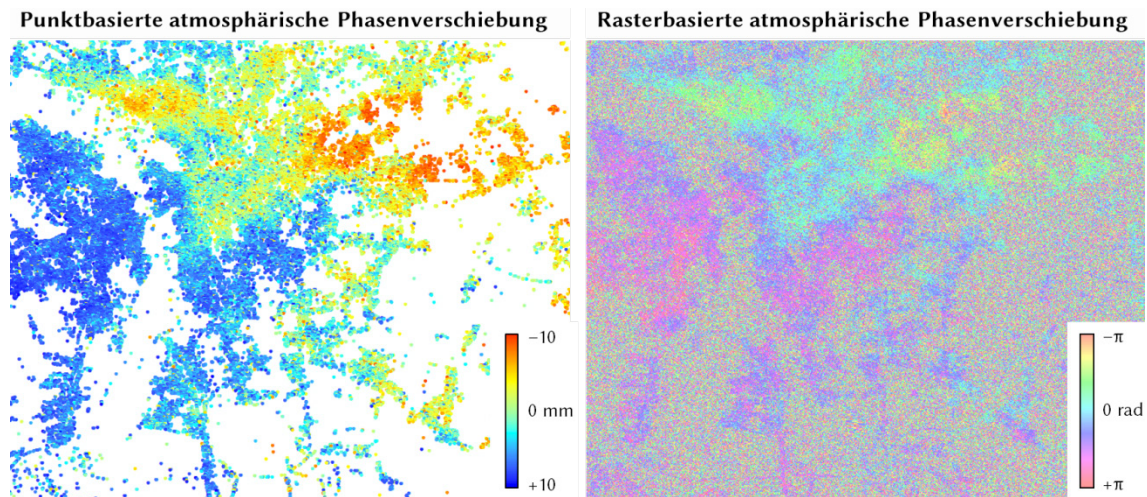 Punktbasierte atmosphärische Phasenverschiebung
Rasterbasierte atmosphärische Phasenverschiebung
−10
0 mm
+10
−π
0 rad
+π